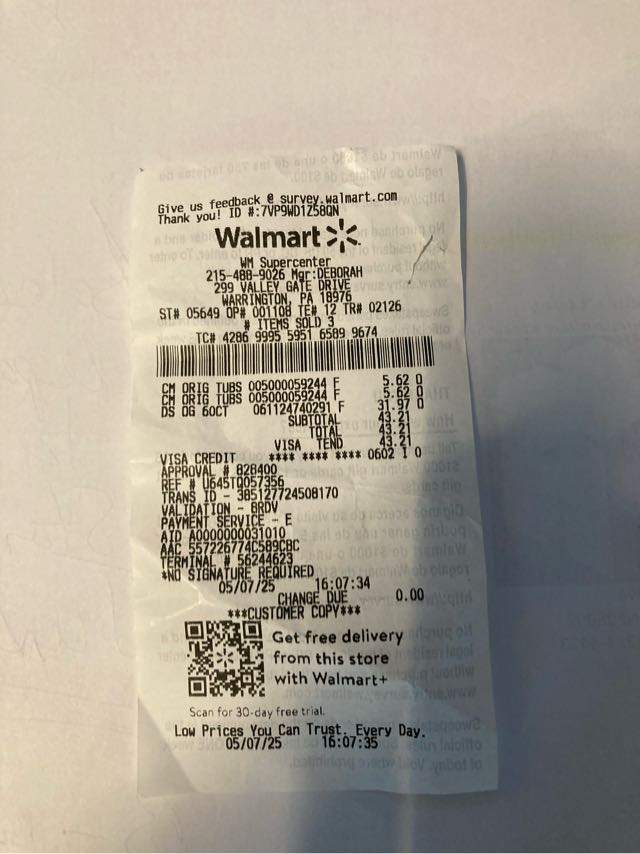 Give us feedback @ survey.walmart.com
Thank you! ID #:7VP9WD1Z58QN
Walmart
WM Supercenter
215-488-9026 Mgr:DEBORAH
299 VALLEY GATE DRIVE
WARRINGTON, PA 18976
ST# 05649 OP# 001108 TE# 12 TR# 02126
# ITEMS SOLD 3
TC# 4286 9995 5951 6589 9674
CM ORIG TUBS 005000059244 F 5.62 O
CM ORIG TUBS 005000059244 F 5.62 O
DS OG 60CT 061124740291 F 31.97 O
SUBTOTAL 43.21
TOTAL 43.21
VISA TEND 43.21
VISA CREDIT **** **** **** 0602 I 0
APPROVAL # 828400
REF # U645TQ057356
TRANS ID - 385127724508170
VALIDATION - BRDV
PAYMENT SERVICE - E
AID A0000000031010
AAC 557226774C589CBC
TERMINAL # 56244623
*NO SIGNATURE REQUIRED
05/07/25 16:07:34
CHANGE DUE 0.00
***CUSTOMER COPY***
Get free delivery
from this store
with Walmart+
Scan for 30-day free trial.
Low Prices You Can Trust. Every Day.
05/07/25 16:07:35